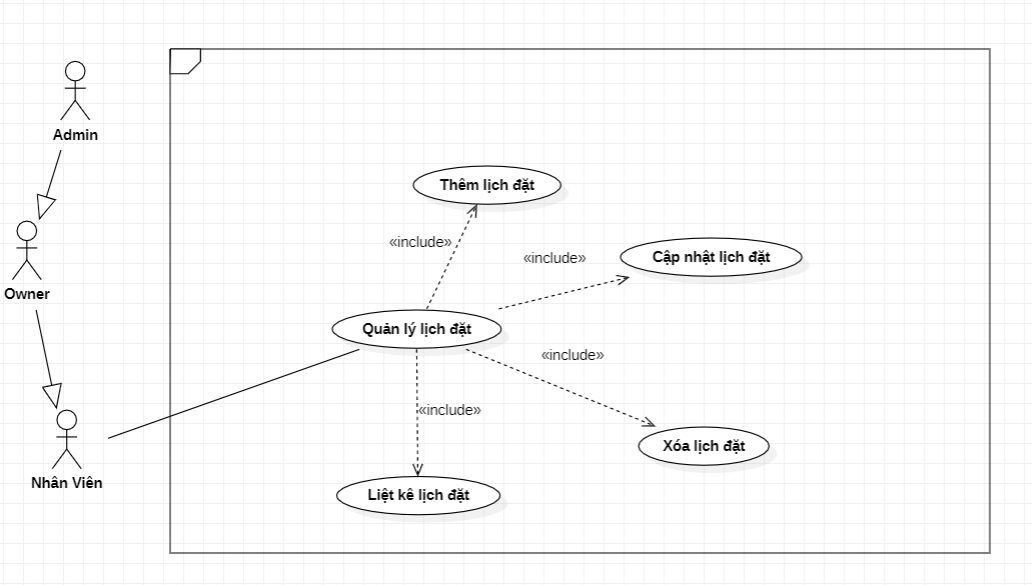 Admin
Thêm lịch đặt
«include»
Cập nhật lịch đặt
«include»
Owner
Quản lý lịch đặt
«include»
«include»
Xóa lịch đặt
Nhân Viên
Liệt kê lịch đặt